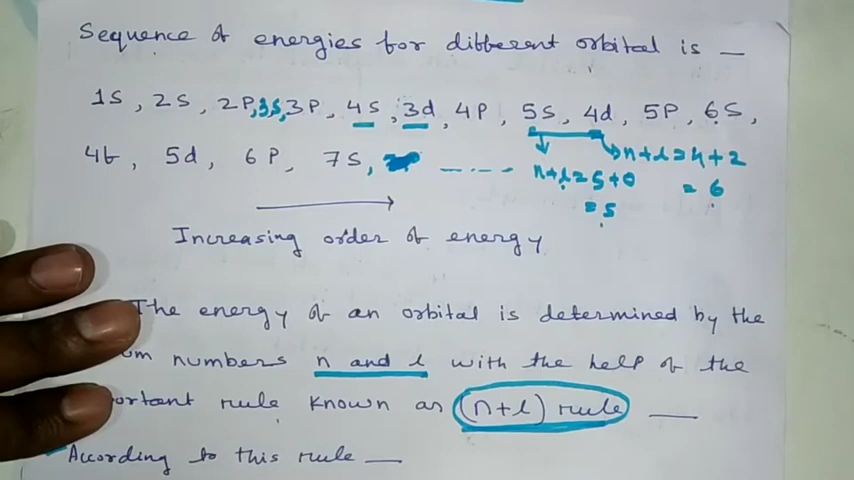 Sequence of energies for different orbital is —
1S, 2S, 2P, 3S, 3P, 4S, 3d, 4P, 5S, 4d, 5P, 6S,
4f, 5d, 6P, 7S, ----
n+l=4+2
= 6
n+l=5+0
= 5
Increasing order of energy
The energy of an orbital is determined by the
numbers n and l with the help of the
rule known as (n+l) rule —
According to this rule —